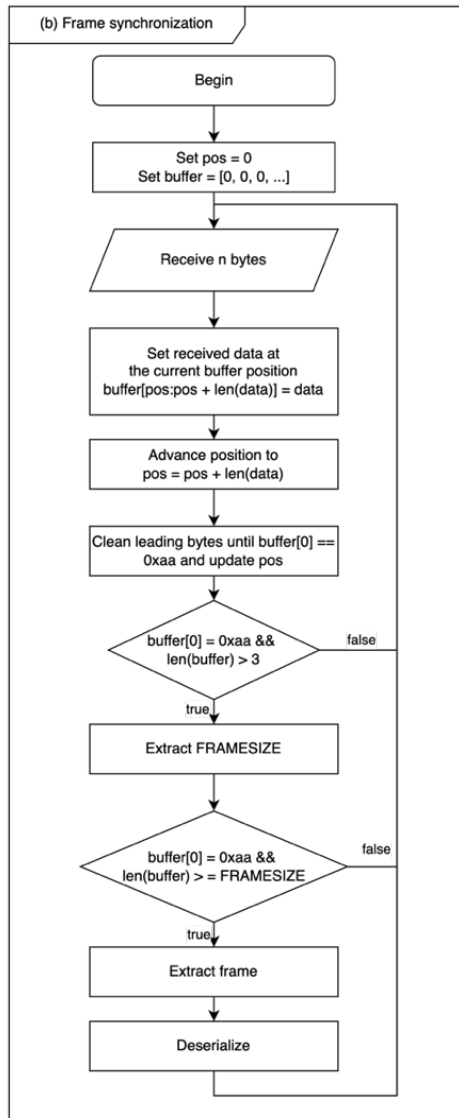 (b) Frame synchronization
Begin
Set pos = 0
Set buffer = [0, 0, 0, ...]
Receive n bytes
Set received data at
the current buffer position
buffer[pos:pos + len(data)] = data
Advance position to
pos = pos + len(data)
Clean leading bytes until buffer[0] ==
0xaa and update pos
buffer[0] = 0xaa &&
len(buffer) > 3
false
true
Extract FRAMESIZE
buffer[0] = 0xaa &&
len(buffer) > = FRAMESIZE
false
true
Extract frame
Deserialize